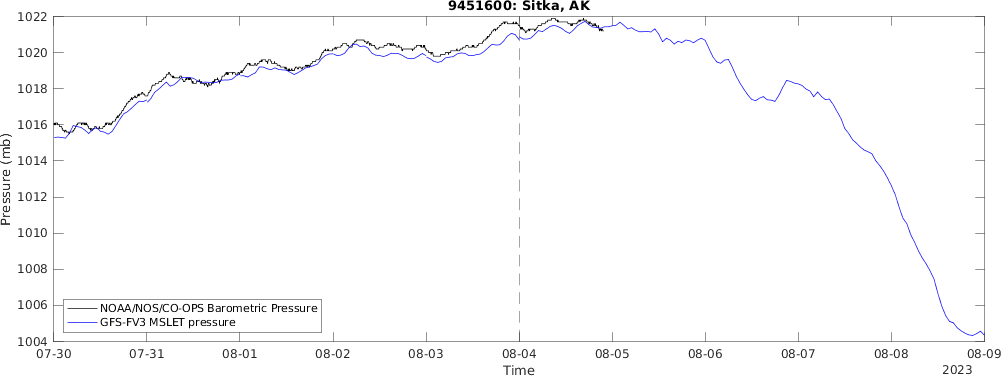 9451600: Sitka, AK
1022
1020
1018
1016
1014
1012
1010
1008
1006
1004
Pressure (mb)
NOAA/NOS/CO-OPS Barometric Pressure
GFS-FV3 MSLET pressure
07-30 07-31 08-01 08-02 08-03 08-04 08-05 08-06 08-07 08-08 08-09
Time
2023